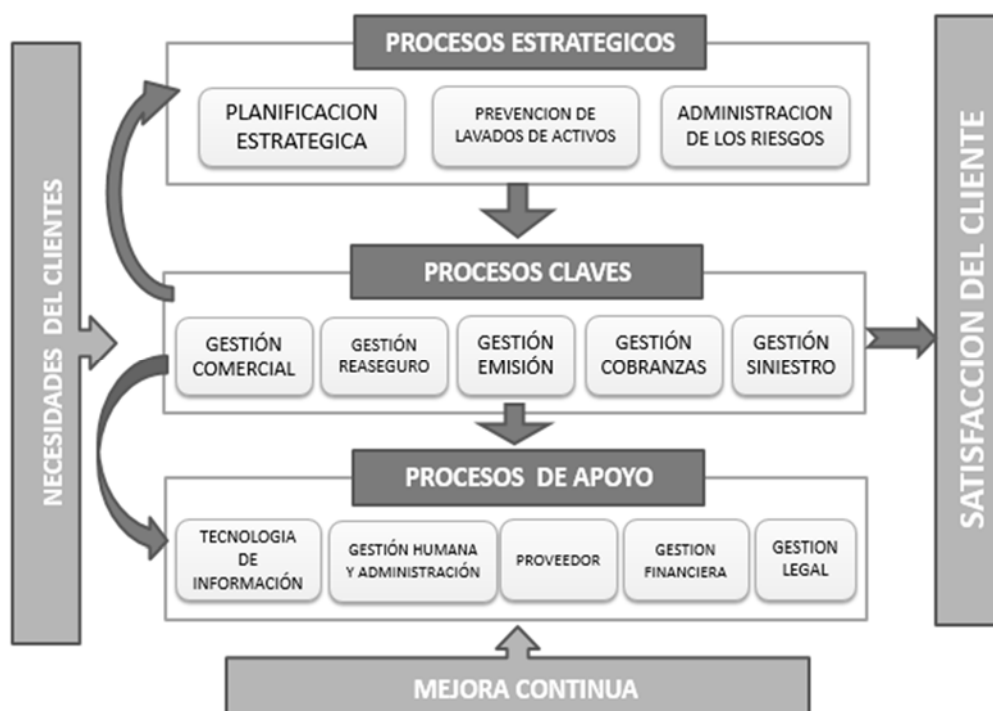 PROCESOS ESTRATEGICOS
PLANIFICACION
ESTRATEGICA
PREVENCION DE
LAVADOS DE ACTIVOS
ADMINISTRACION
DE LOS RIESGOS
NECESIDADES DEL CLIENTES
PROCESOS CLAVES
GESTIÓN
COMERCIAL
GESTIÓN
REASEGURO
GESTIÓN
EMISIÓN
GESTIÓN
COBRANZAS
GESTIÓN
SINIESTRO
SATISFACCION DEL CLIENTE
PROCESOS DE APOYO
TECNOLOGIA
DE
INFORMACIÓN
GESTIÓN HUMANA
Y ADMINISTRACIÓN
PROVEEDOR
GESTION
FINANCIERA
GESTION
LEGAL
MEJORA CONTINUA